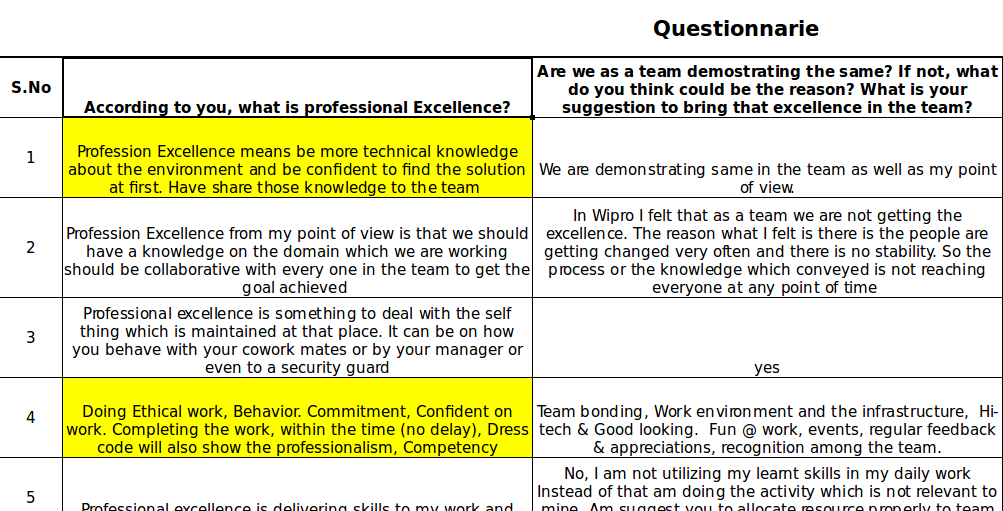 Questionnarie
S.No
According to you, what is professional Excellence?
Are we as a team demostrating the same? If not, what
do you think could be the reason? What is your
suggestion to bring that excellence in the team?
1
Profession Excellence means be more technical knowledge
about the environment and be confident to find the solution
at first. Have share those knowledge to the team
We are demonstrating same in the team as well as my point
of view.
2
Profession Excellence from my point of view is that we should
have a knowledge on the domain which we are working
should be collaborative with every one in the team to get the
goal achieved
In Wipro I felt that as a team we are not getting the
excellence. The reason what I felt is there is the people are
getting changed very often and there is no stability. So the
process or the knowledge which conveyed is not reaching
everyone at any point of time
3
Professional excellence is something to deal with the self
thing which is maintained at that place. It can be on how
you behave with your cowork mates or by your manager or
even to a security guard
yes
4
Doing Ethical work, Behavior. Commitment, Confident on
work. Completing the work, within the time (no delay), Dress
code will also show the professionalism, Competency
Team bonding, Work environment and the infrastructure, Hi-
tech & Good looking. Fun @ work, events, regular feedback
& appreciations, recognition among the team.
5
Professional excellence is delivering skills to my work and
No, I am not utilizing my learnt skills in my daily work
Instead of that am doing the activity which is not relevant to
mine. Am suggest you to allocate resource properly to team